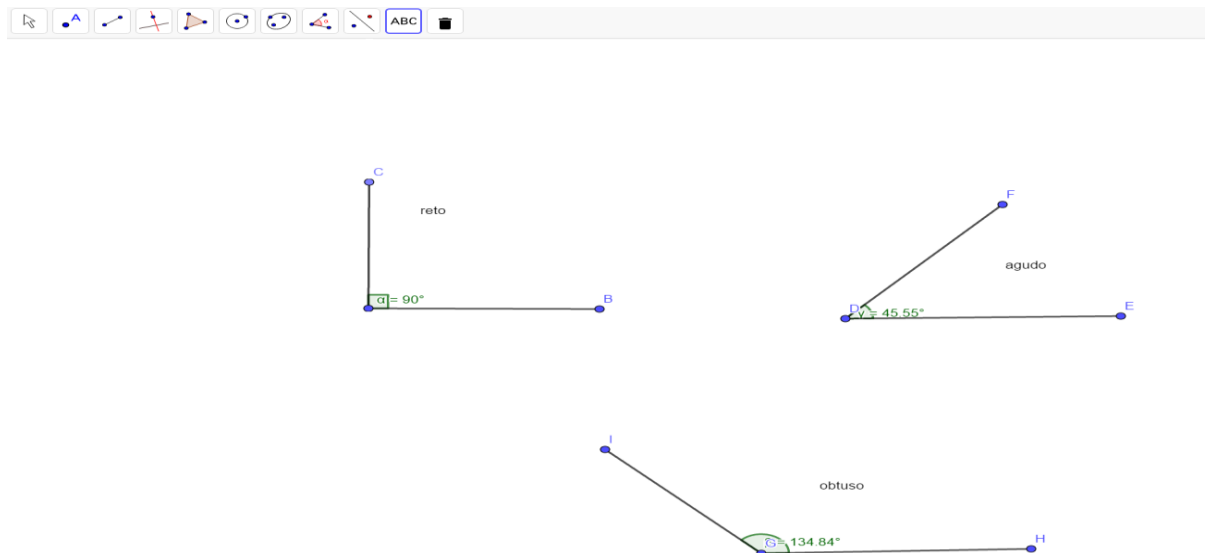 A
α
ABC
C
reto
α = 90°
B
F
agudo
D
= 45.55°
E
I
obtuso
G
= 134.84°
H